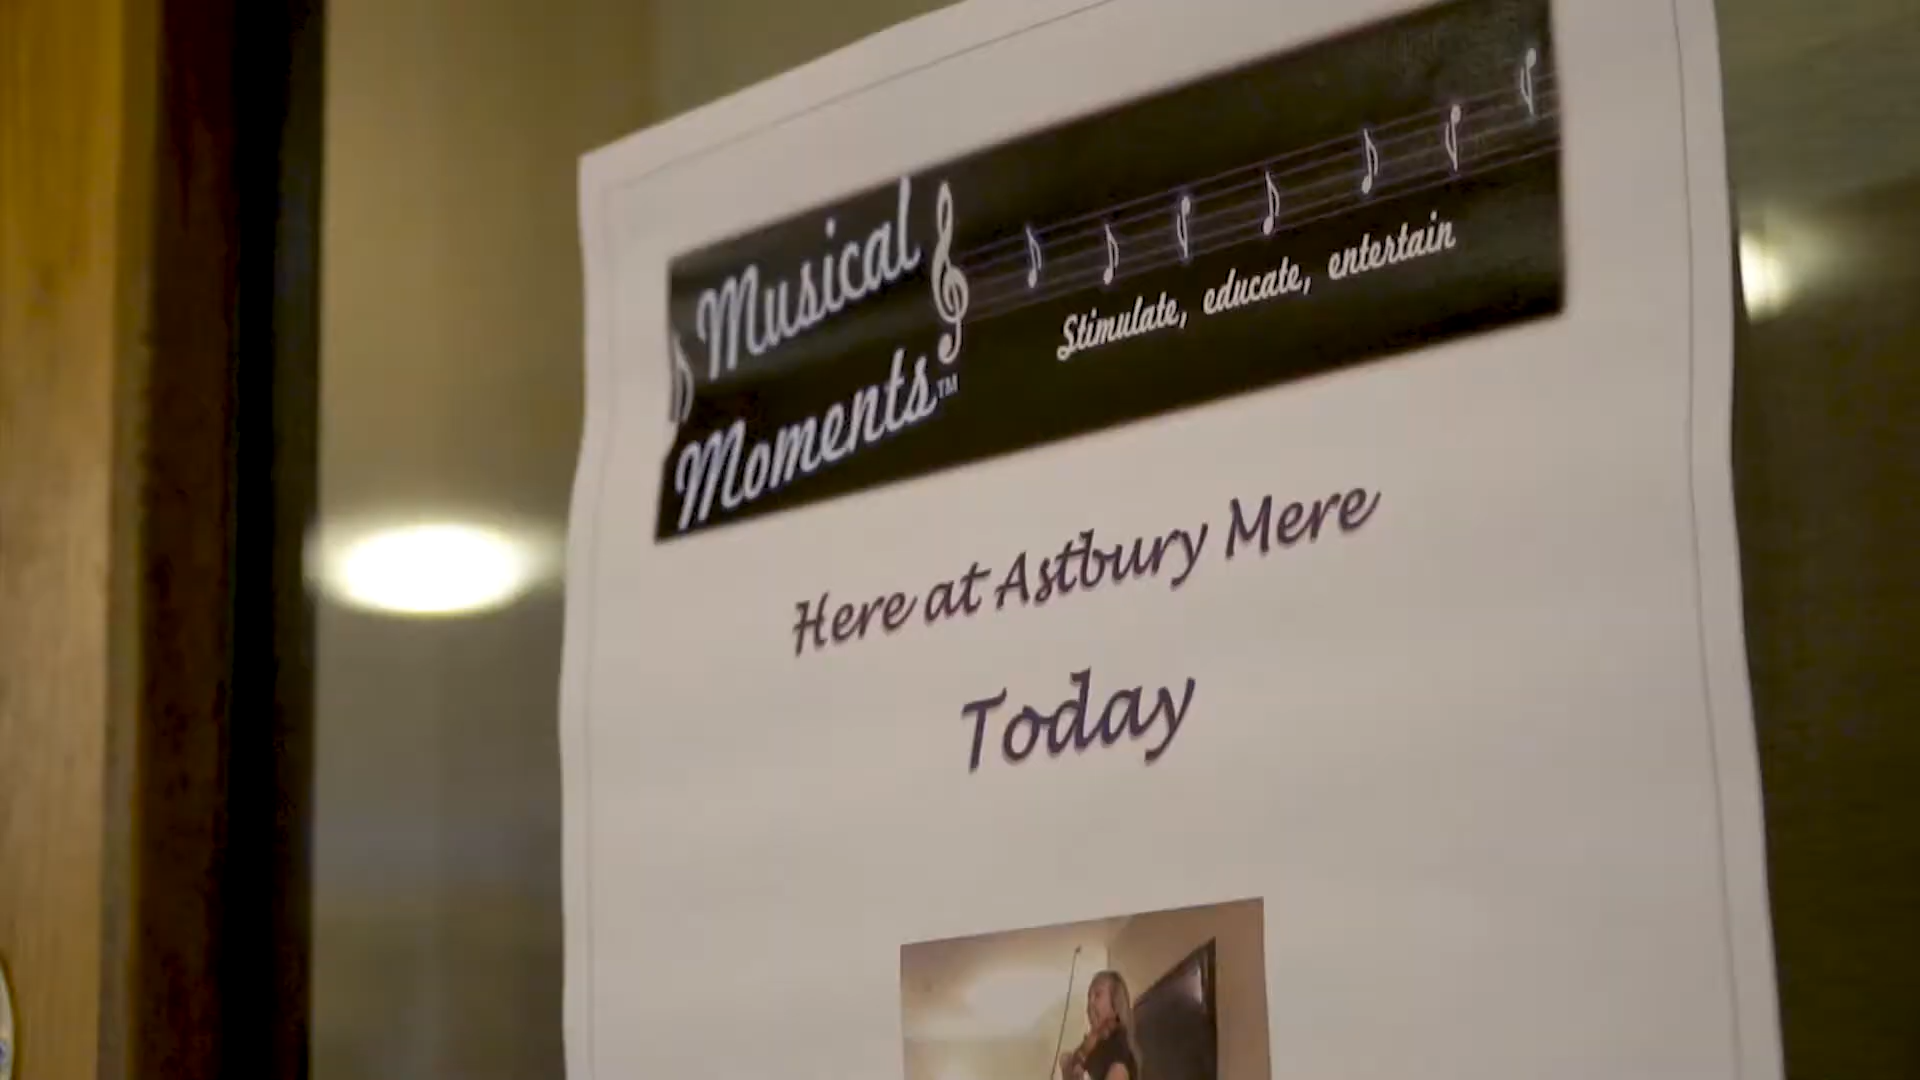 Musical
Moments™
Stimulate, educate, entertain
Here at Astbury Mere
Today